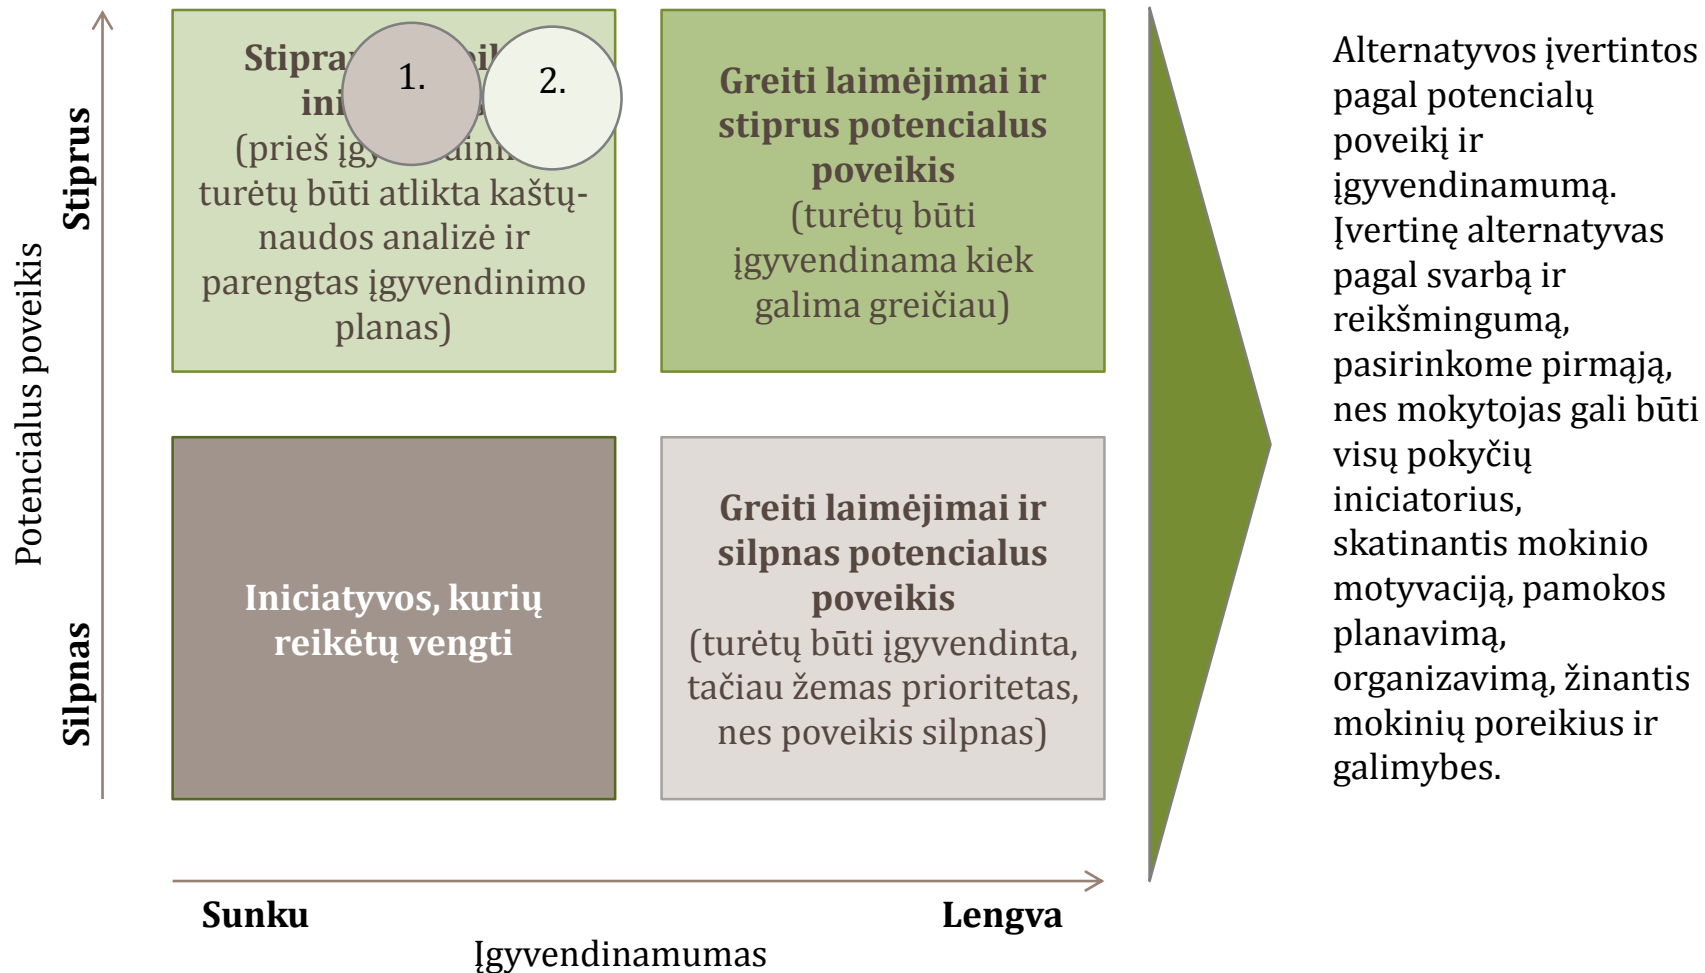 Potencialus poveikis
Stiprus
Silpnas
1.
2.
(prieš
turėtų būti atlikta kaštų-
naudos analizė ir
parengtas įgyvendinimo
planas)
Greiti laimėjimai ir
stiprus potencialus
poveikis
(turėtų būti
įgyvendinama kiek
galima greičiau)
Iniciatyvos, kurių
reikėtų vengti
Greiti laimėjimai ir
silpnas potencialus
poveikis
(turėtų būti įgyvendinta,
tačiau žemas prioritetas,
nes poveikis silpnas)
Sunku
Lengva
Įgyvendinamumas
Alternatyvos įvertintos
pagal potencialų
poveikį ir
įgyvendinamumą.
Įvertinę alternatyvas
pagal svarbą ir
reikšmingumą,
pasirinkome pirmąją,
nes mokytojas gali būti
visų pokyčių
iniciatorius,
skatinantis mokinio
motyvaciją, pamokos
planavimą,
organizavimą, žinantis
mokinių poreikius ir
galimybes.